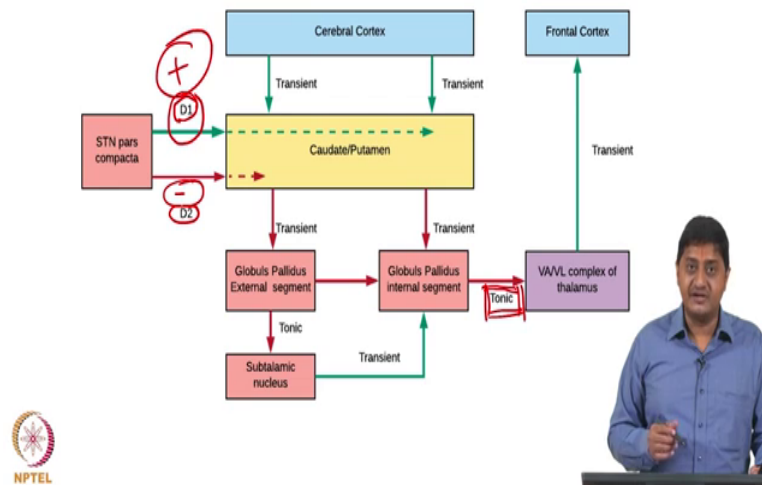 Cerebral Cortex
Frontal Cortex
+
Transient
Transient
D1
STN pars
compacta
Caudate/Putamen
Transient
-
D2
Transient
Transient
Globuls Pallidus
External segment
Globuls Pallidus
internal segment
Tonic
VA/VL complex of
thalamus
Tonic
Subtalamic
nucleus
Transient
NPTEL